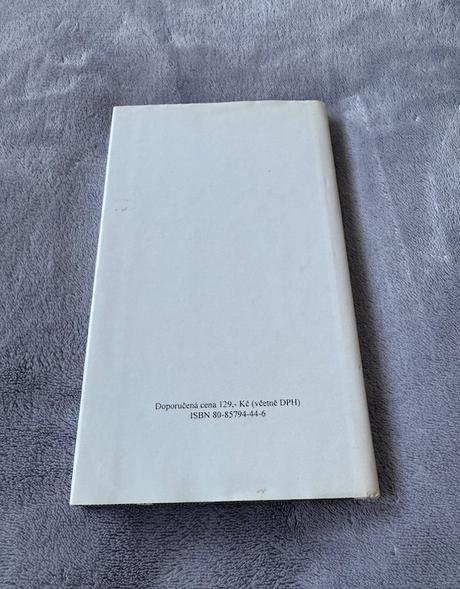 Doporučená cena 129,- Kč (včetně DPH)
ISBN 80-85794-44-6